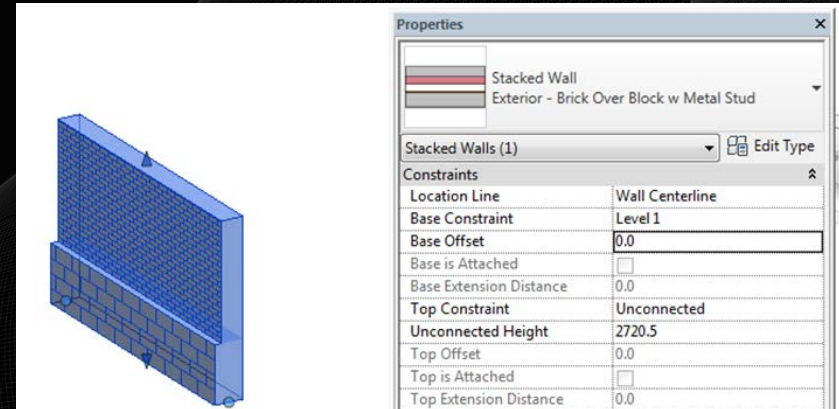 Properties
Stacked Wall
Exterior - Brick Over Block w Metal Stud
Stacked Walls (1) Edit Type
Constraints
Location Line Wall Centerline
Base Constraint Level 1
Base Offset 0.0
Base is Attached
Base Extension Distance 0.0
Top Constraint Unconnected
Unconnected Height 2720.5
Top Offset 0.0
Top is Attached
Top Extension Distance 0.0